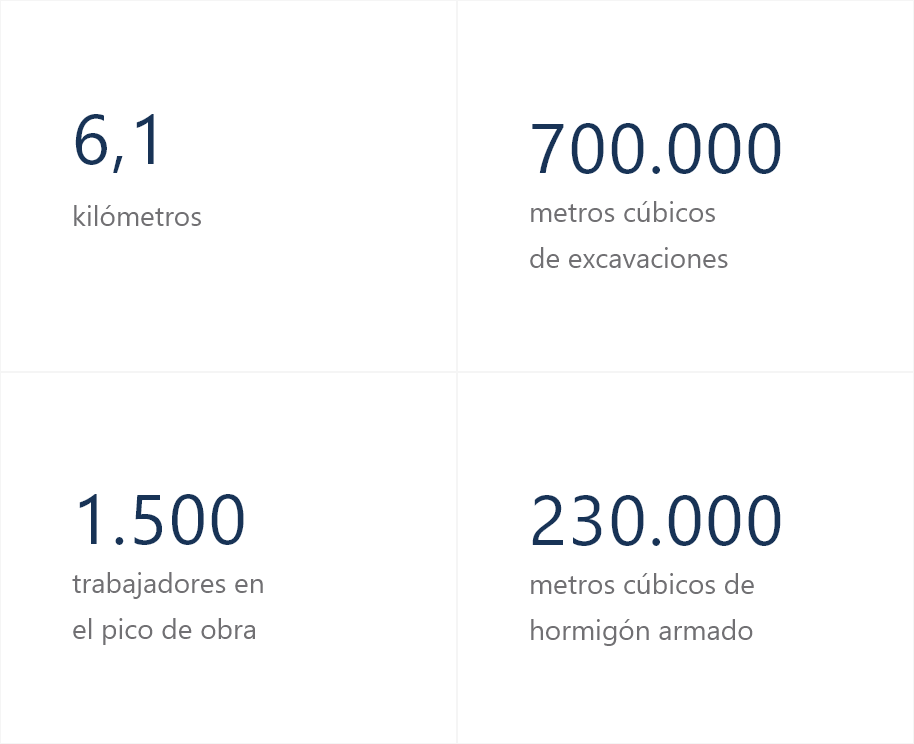 6,1
kilómetros
700.000
metros cúbicos
de excavaciones
1.500
trabajadores en
el pico de obra
230.000
metros cúbicos de
hormigón armado